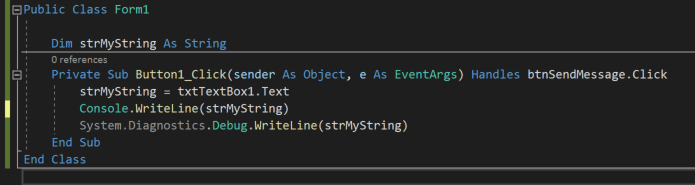 Public Class Form1
Dim strMyString As String
0 references
Private Sub Button1_Click(sender As Object, e As EventArgs) Handles btnSendMessage.Click
strMyString = txtTextBox1.Text
Console.WriteLine(strMyString)
System.Diagnostics.Debug.WriteLine(strMyString)
End Sub
End Class